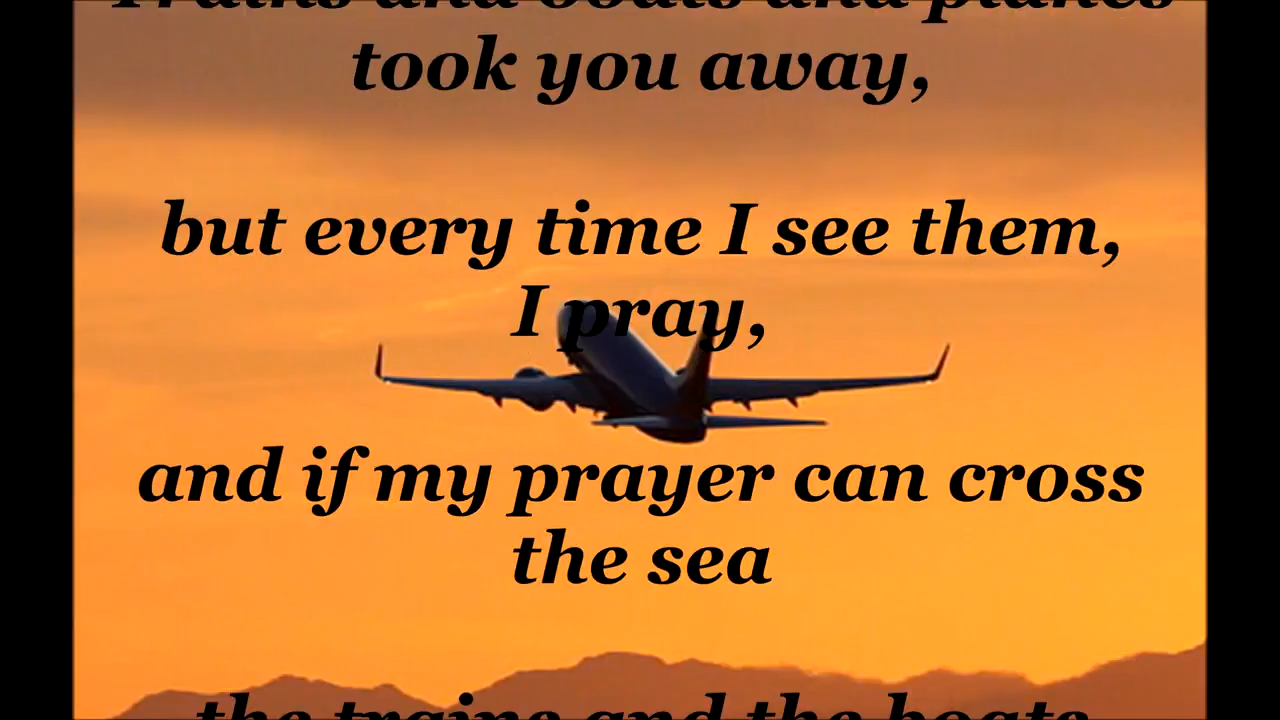 Trains and boats and planes
took you away,
but every time I see them,
I pray,
and if my prayer can cross
the sea
the trains and the boats